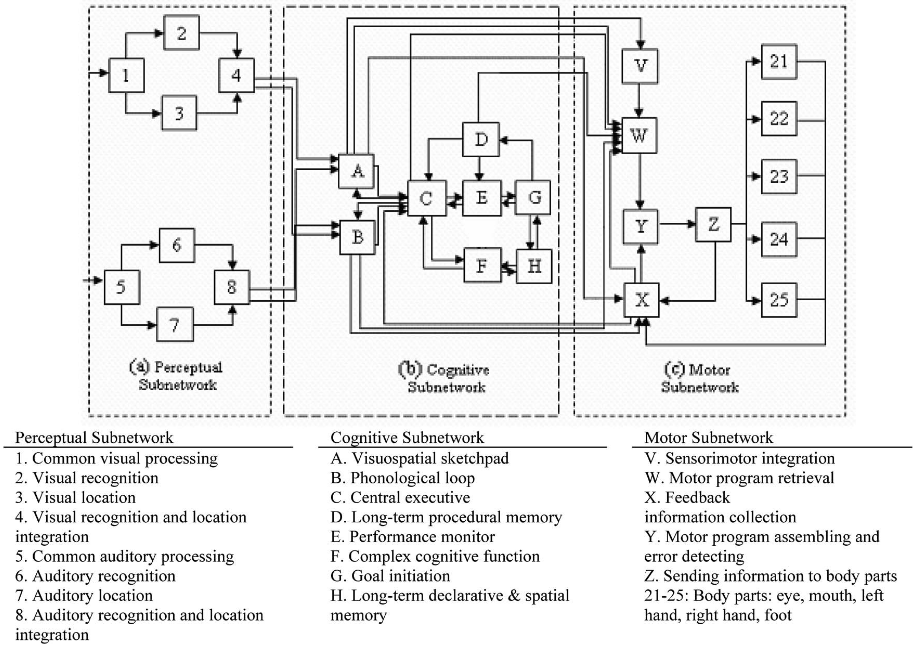 1
2
3
4
5
6
7
8
(a) Perceptual
Subnetwork
A
B
C
D
E
F
G
H
(b) Cognitive
Subnetwork
V
W
Y
Z
X
21
22
23
24
25
(c) Motor
Subnetwork
Perceptual Subnetwork
1. Common visual processing
2. Visual recognition
3. Visual location
4. Visual recognition and location
integration
5. Common auditory processing
6. Auditory recognition
7. Auditory location
8. Auditory recognition and location
integration
Cognitive Subnetwork
A. Visuospatial sketchpad
B. Phonological loop
C. Central executive
D. Long-term procedural memory
E. Performance monitor
F. Complex cognitive function
G. Goal initiation
H. Long-term declarative & spatial
memory
Motor Subnetwork
V. Sensorimotor integration
W. Motor program retrieval
X. Feedback
information collection
Y. Motor program assembling and
error detecting
Z. Sending information to body parts
21-25: Body parts: eye, mouth, left
hand, right hand, foot